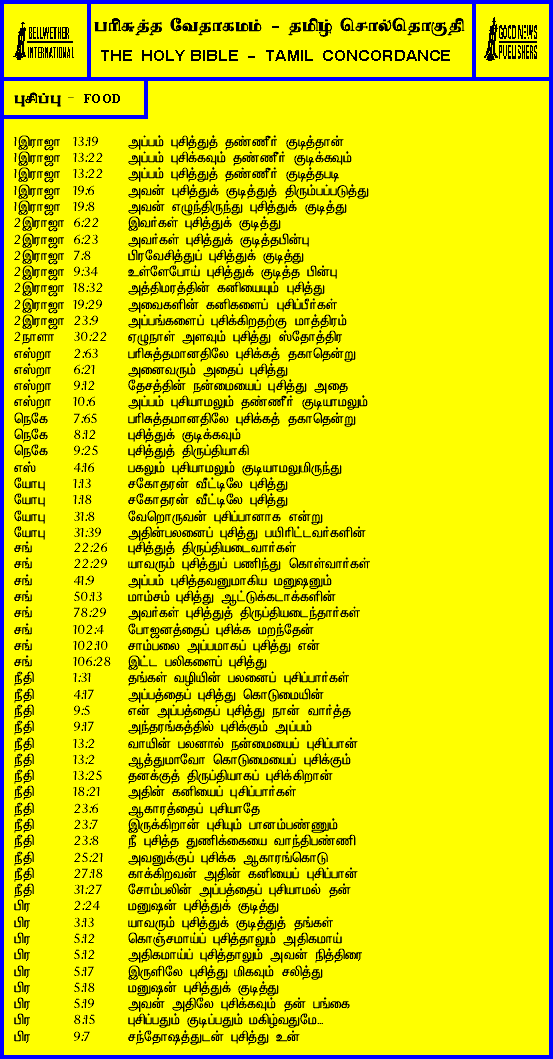 BELLWETHER
INTERNATIONAL
பரிசுத்த வேதாகமம் - தமிழ் சொல்தொகுதி
THE HOLY BIBLE - TAMIL CONCORDANCE
GOOD NEWS
PUBLISHERS
புசிப்பு - FOOD
1இராஜா 13:19 அப்பம் புசித்துத் தண்ணீர் குடித்தான்
1இராஜா 13:22 அப்பம் புசிக்கவும் தண்ணீர் குடிக்கவும்
1இராஜா 13:22 அப்பம் புசித்துத் தண்ணீர் குடித்தபடி
1இராஜா 19:6 அவன் புசித்துக் குடித்துத் திரும்பப்படுத்து
1இராஜா 19:8 அவன் எழுந்திருந்து புசித்துக் குடித்து
2இராஜா 6:22 இவர்கள் புசித்துக் குடித்து
2இராஜா 6:23 அவர்கள் புசித்துக் குடித்தபின்பு
2இராஜா 7:8 பிரவேசித்துப் புசித்துக் குடித்து
2இராஜா 9:34 உள்ளேபோய் புசித்துக் குடித்த பின்பு
2இராஜா 18:32 அத்திமரத்தின் கனியையும் புசித்து
2இராஜா 19:29 அவைகளின் கனிகளைப் புசிப்பீர்கள்
2இராஜா 23:9 அப்பங்களைப் புசிக்கிறதற்கு மாத்திரம்
2நாளா 30:22 ஏழுநாள் அளவும் புசித்து ஸ்தோத்திர
எஸ்றா 2:63 பரிசுத்தமானதிலே புசிக்கத் தகாதென்று
எஸ்றா 6:21 அனைவரும் அதைப் புசித்து
எஸ்றா 9:12 தேசத்தின் நன்மையைப் புசித்து அதை
எஸ்றா 10:6 அப்பம் புசியாமலும் தண்ணீர் குடியாமலும்
நெகே 7:65 பரிசுத்தமானதிலே புசிக்கத் தகாதென்று
நெகே 8:12 புசித்துக் குடிக்கவும்
நெகே 9:25 புசித்துத் திருப்தியாகி
எஸ் 4:16 பகலும் புசியாமலும் குடியாமலுமிருந்து
யோபு 1:13 சகோதரன் வீட்டிலே புசித்து
யோபு 1:18 சகோதரன் வீட்டிலே புசித்து
யோபு 31:8 வேறொருவன் புசிப்பானாக என்று
யோபு 31:39 அதின்பலனைப் புசித்து பயிரிட்டவர்களின்
சங் 22:26 புசித்துத் திருப்தியடைவார்கள்
சங் 22:29 யாவரும் புசித்துப் பணிந்து கொள்வார்கள்
சங் 41:9 அப்பம் புசித்தவனுமாகிய மனுஷனும்
சங் 50:13 மாம்சம் புசித்து ஆட்டுக்கடாக்களின்
சங் 78:29 அவர்கள் புசித்துத் திருப்தியடைந்தார்கள்
சங் 102:4 போஜனத்தைப் புசிக்க மறந்தேன்
சங் 102:10 சாம்பலை அப்பமாகப் புசித்து என்
சங் 106:28 இட்ட பலிகளைப் புசித்து
நீதி 1:31 தங்கள் வழியின் பலனைப் புசிப்பார்கள்
நீதி 4:17 அப்பத்தைப் புசித்து கொடுமையின்
நீதி 9:5 என் அப்பத்தைப் புசித்து நான் வார்த்த
நீதி 9:17 அந்தரங்கத்தில் புசிக்கும் அப்பம்
நீதி 13:2 வாயின் பலனால் நன்மையைப் புசிப்பான்
நீதி 13:2 ஆத்துமாவோ கொடுமையைப் புசிக்கும்
நீதி 13:25 தனக்குத் திருப்தியாகப் புசிக்கிறான்
நீதி 18:21 அதின் கனியைப் புசிப்பார்கள்
நீதி 23:6 ஆகாரத்தைப் புசியாதே
நீதி 23:7 இருக்கிறான் புசியும் பானம்பண்ணும்
நீதி 23:8 நீ புசித்த துணிக்கையை வாந்திபண்ணி
நீதி 25:21 அவனுக்குப் புசிக்க ஆகாரங்கொடு
நீதி 27:18 காக்கிறவன் அதின் கனியைப் புசிப்பான்
நீதி 31:27 சோம்பலின் அப்பத்தைப் புசியாமல் தன்
பிர 2:24 மனுஷன் புசித்துக் குடித்து
பிர 3:13 யாவரும் புசித்துக் குடித்துத் தங்கள்
பிர 5:12 கொஞ்சமாய்ப் புசித்தாலும் அதிகமாய்
பிர 5:12 அதிகமாய்ப் புசித்தாலும் அவன் நித்திரை
பிர 5:17 இருளிலே புசித்து மிகவும் சலித்து
பிர 5:18 மனுஷன் புசித்துக் குடித்து
பிர 5:19 அவன் அதிலே புசிக்கவும் தன் பங்கை
பிர 8:15 புசிப்பதும் குடிப்பதும் மகிழ்வதுமே...
பிர 9:7 சந்தோஷத்துடன் புசித்து உன்